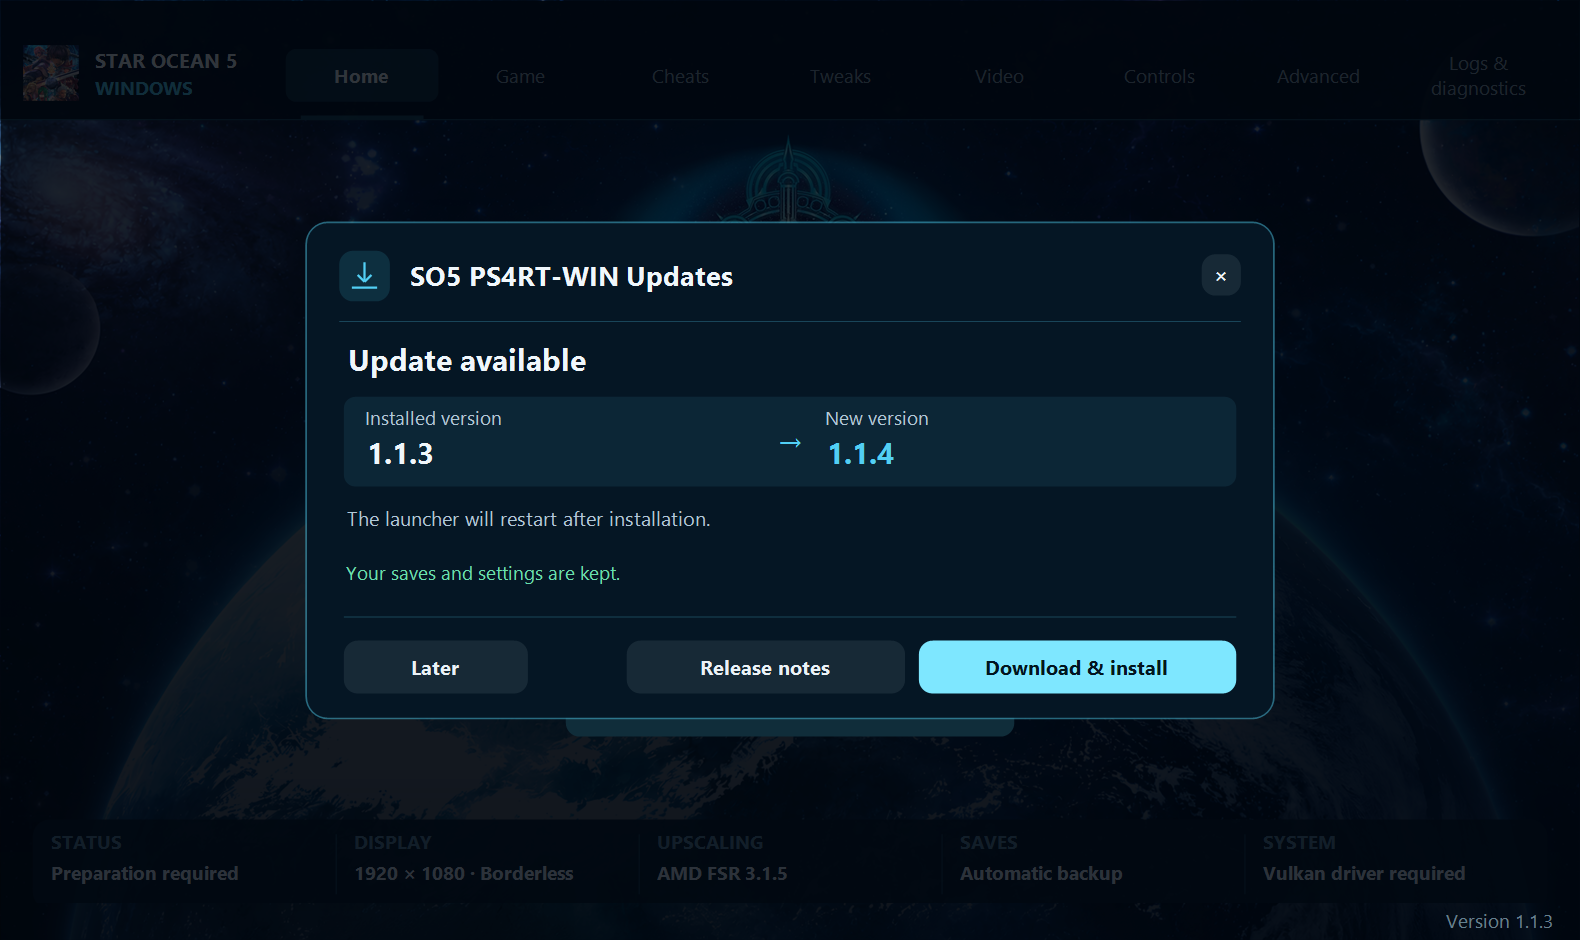 STAR OCEAN 5
WINDOWS
Home
Game
Cheats
Tweaks
Video
Controls
Advanced
Logs &
diagnostics
SO5 PS4RT-WIN Updates
×
Update available
Installed version
1.1.3
→
New version
1.1.4
The launcher will restart after installation.
Your saves and settings are kept.
Later
Release notes
Download & install
STATUS
Preparation required
DISPLAY
1920 × 1080 · Borderless
UPSCALING
AMD FSR 3.1.5
SAVES
Automatic backup
SYSTEM
Vulkan driver required
Version 1.1.3